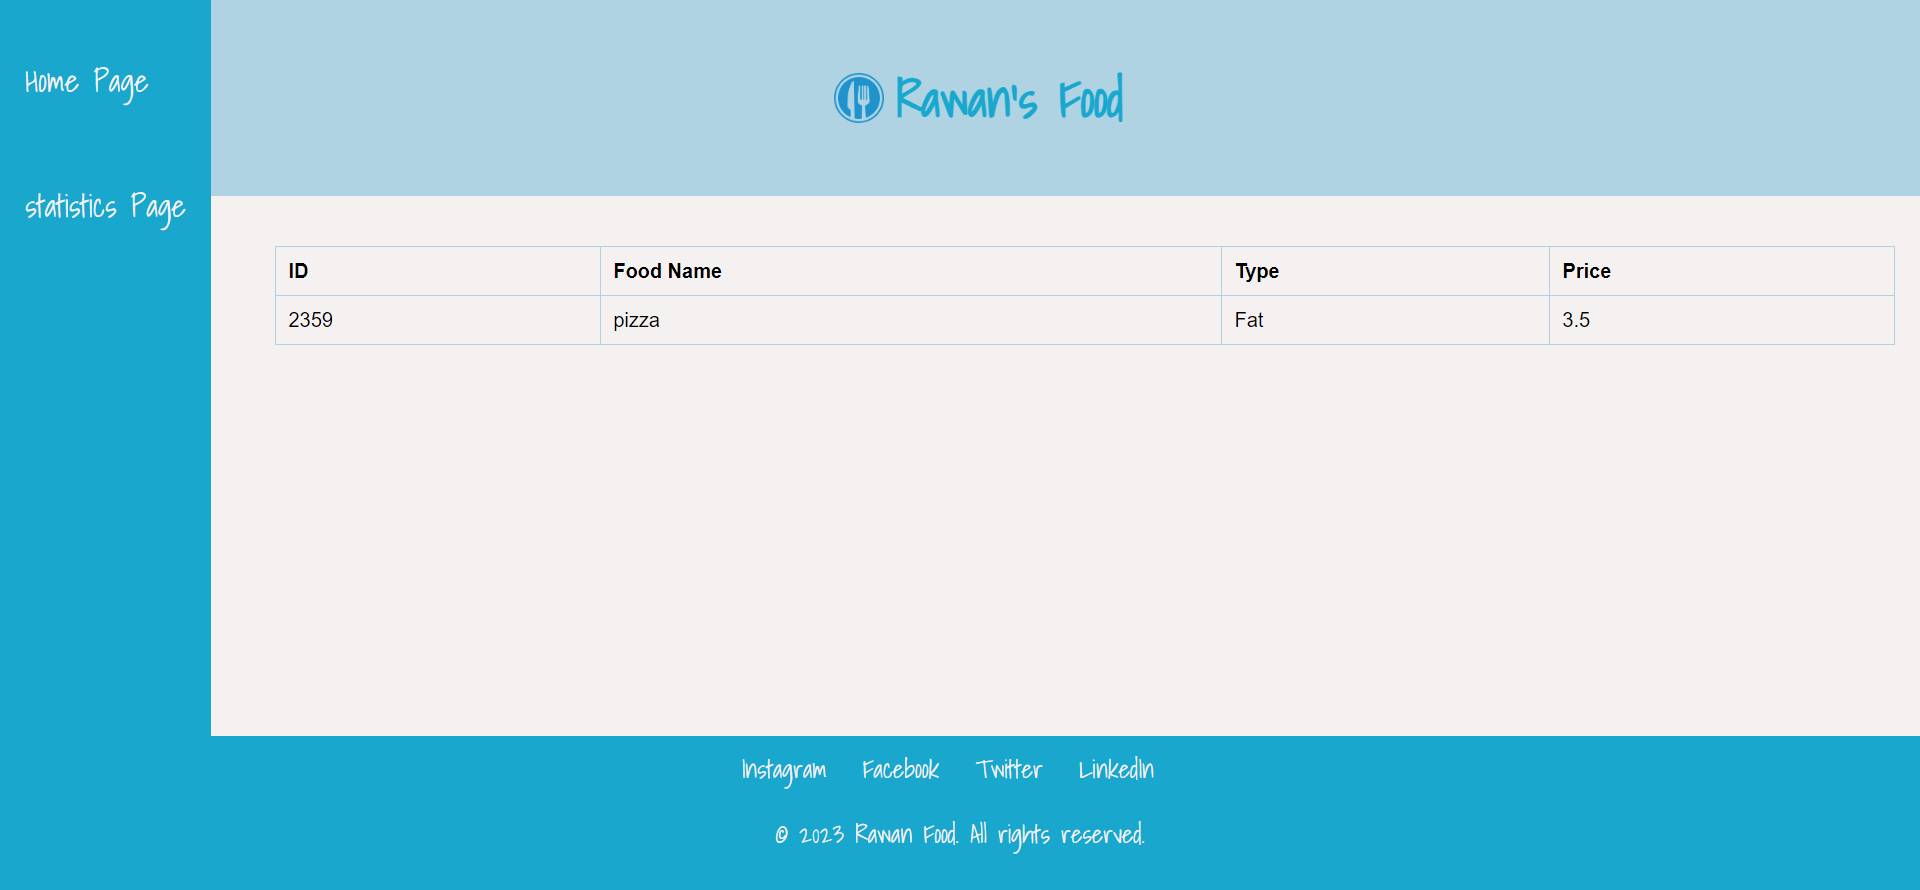 Home Page
statistics Page
Rawan's Food
ID Food Name Type Price
2359 pizza Fat 3.5
Instagram Facebook Twitter LinkedIn
© 2023 Rawan Food. All rights reserved.